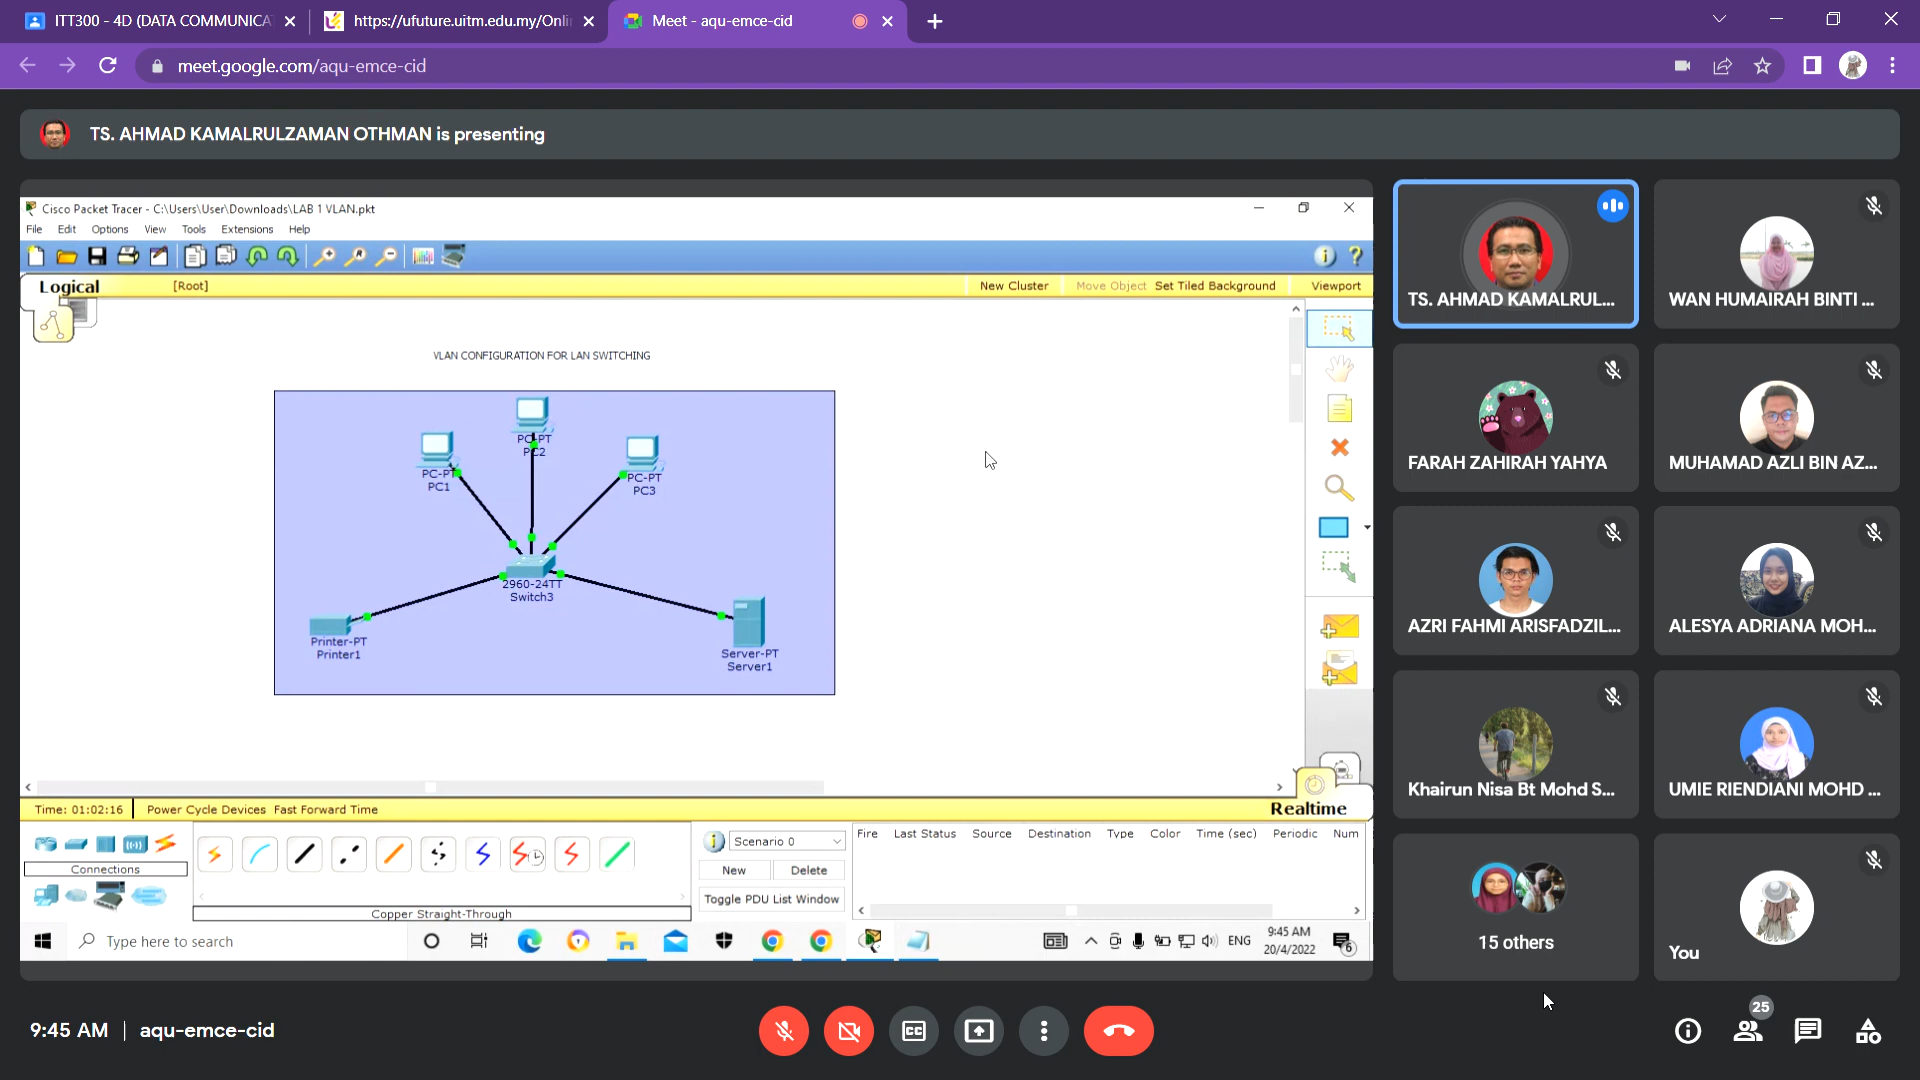 ITT300 - 4D (DATA COMMUNICA
https://ufuture.uitm.edu.my/Onli
Meet - aqu-emce-cid
meet.google.com/aqu-emce-cid
TS. AHMAD KAMALRULZAMAN OTHMAN is presenting
Cisco Packet Tracer - C:\Users\User\Downloads\LAB 1 VLAN.pkt
File Edit Options View Tools Extensions Help
Logical [Root] New Cluster Move Object Set Tiled Background Viewport
VLAN CONFIGURATION FOR LAN SWITCHING
PC-PT
PC2
PC-PT
PC1
PC-PT
PC3
2960-24TT
Switch3
Printer-PT
Printer1
Server-PT
Server1
Time: 01:02:16 Power Cycle Devices Fast Forward Time
Realtime
Connections
Copper Straight-Through
Scenario 0
New Delete
Toggle PDU List Window
Fire Last Status Source Destination Type Color Time (sec) Periodic Num
Type here to search
ENG
9:45 AM
20/4/2022
6
TS. AHMAD KAMALRUL...
WAN HUMAIRAH BINTI ...
FARAH ZAHIRAH YAHYA
MUHAMAD AZLI BIN AZ...
AZRI FAHMI ARISFADZIL...
ALESYA ADRIANA MOH...
Khairun Nisa Bt Mohd S...
UMIE RIENDIANI MOHD ...
15 others
You
9:45 AM | aqu-emce-cid
25